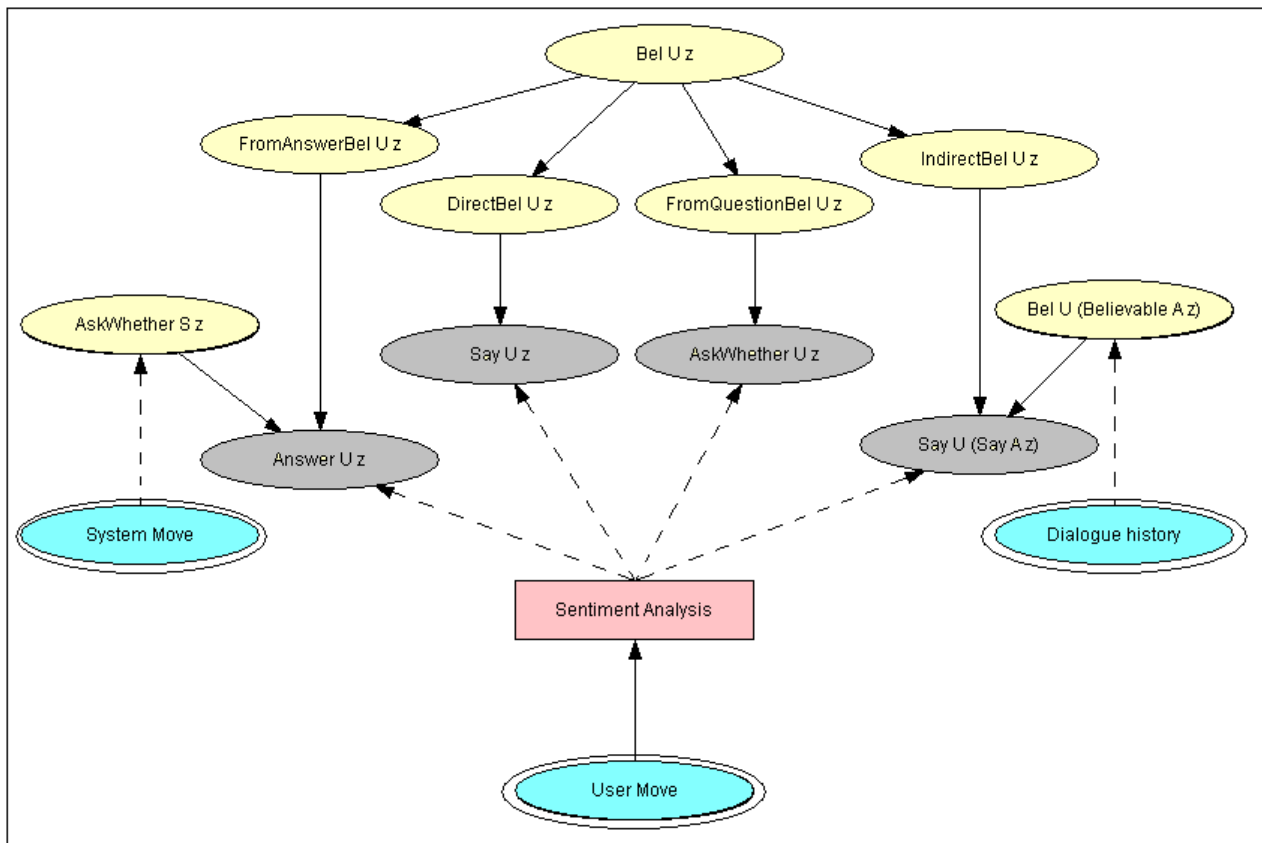 Bel U z
FromAnswerBel U z
IndirectBel U z
DirectBel U z
FromQuestionBel U z
AskWhether S z
Bel U (Believable A z)
Say U z
AskWhether U z
Answer U z
Say U (Say A z)
System Move
Dialogue history
Sentiment Analysis
User Move